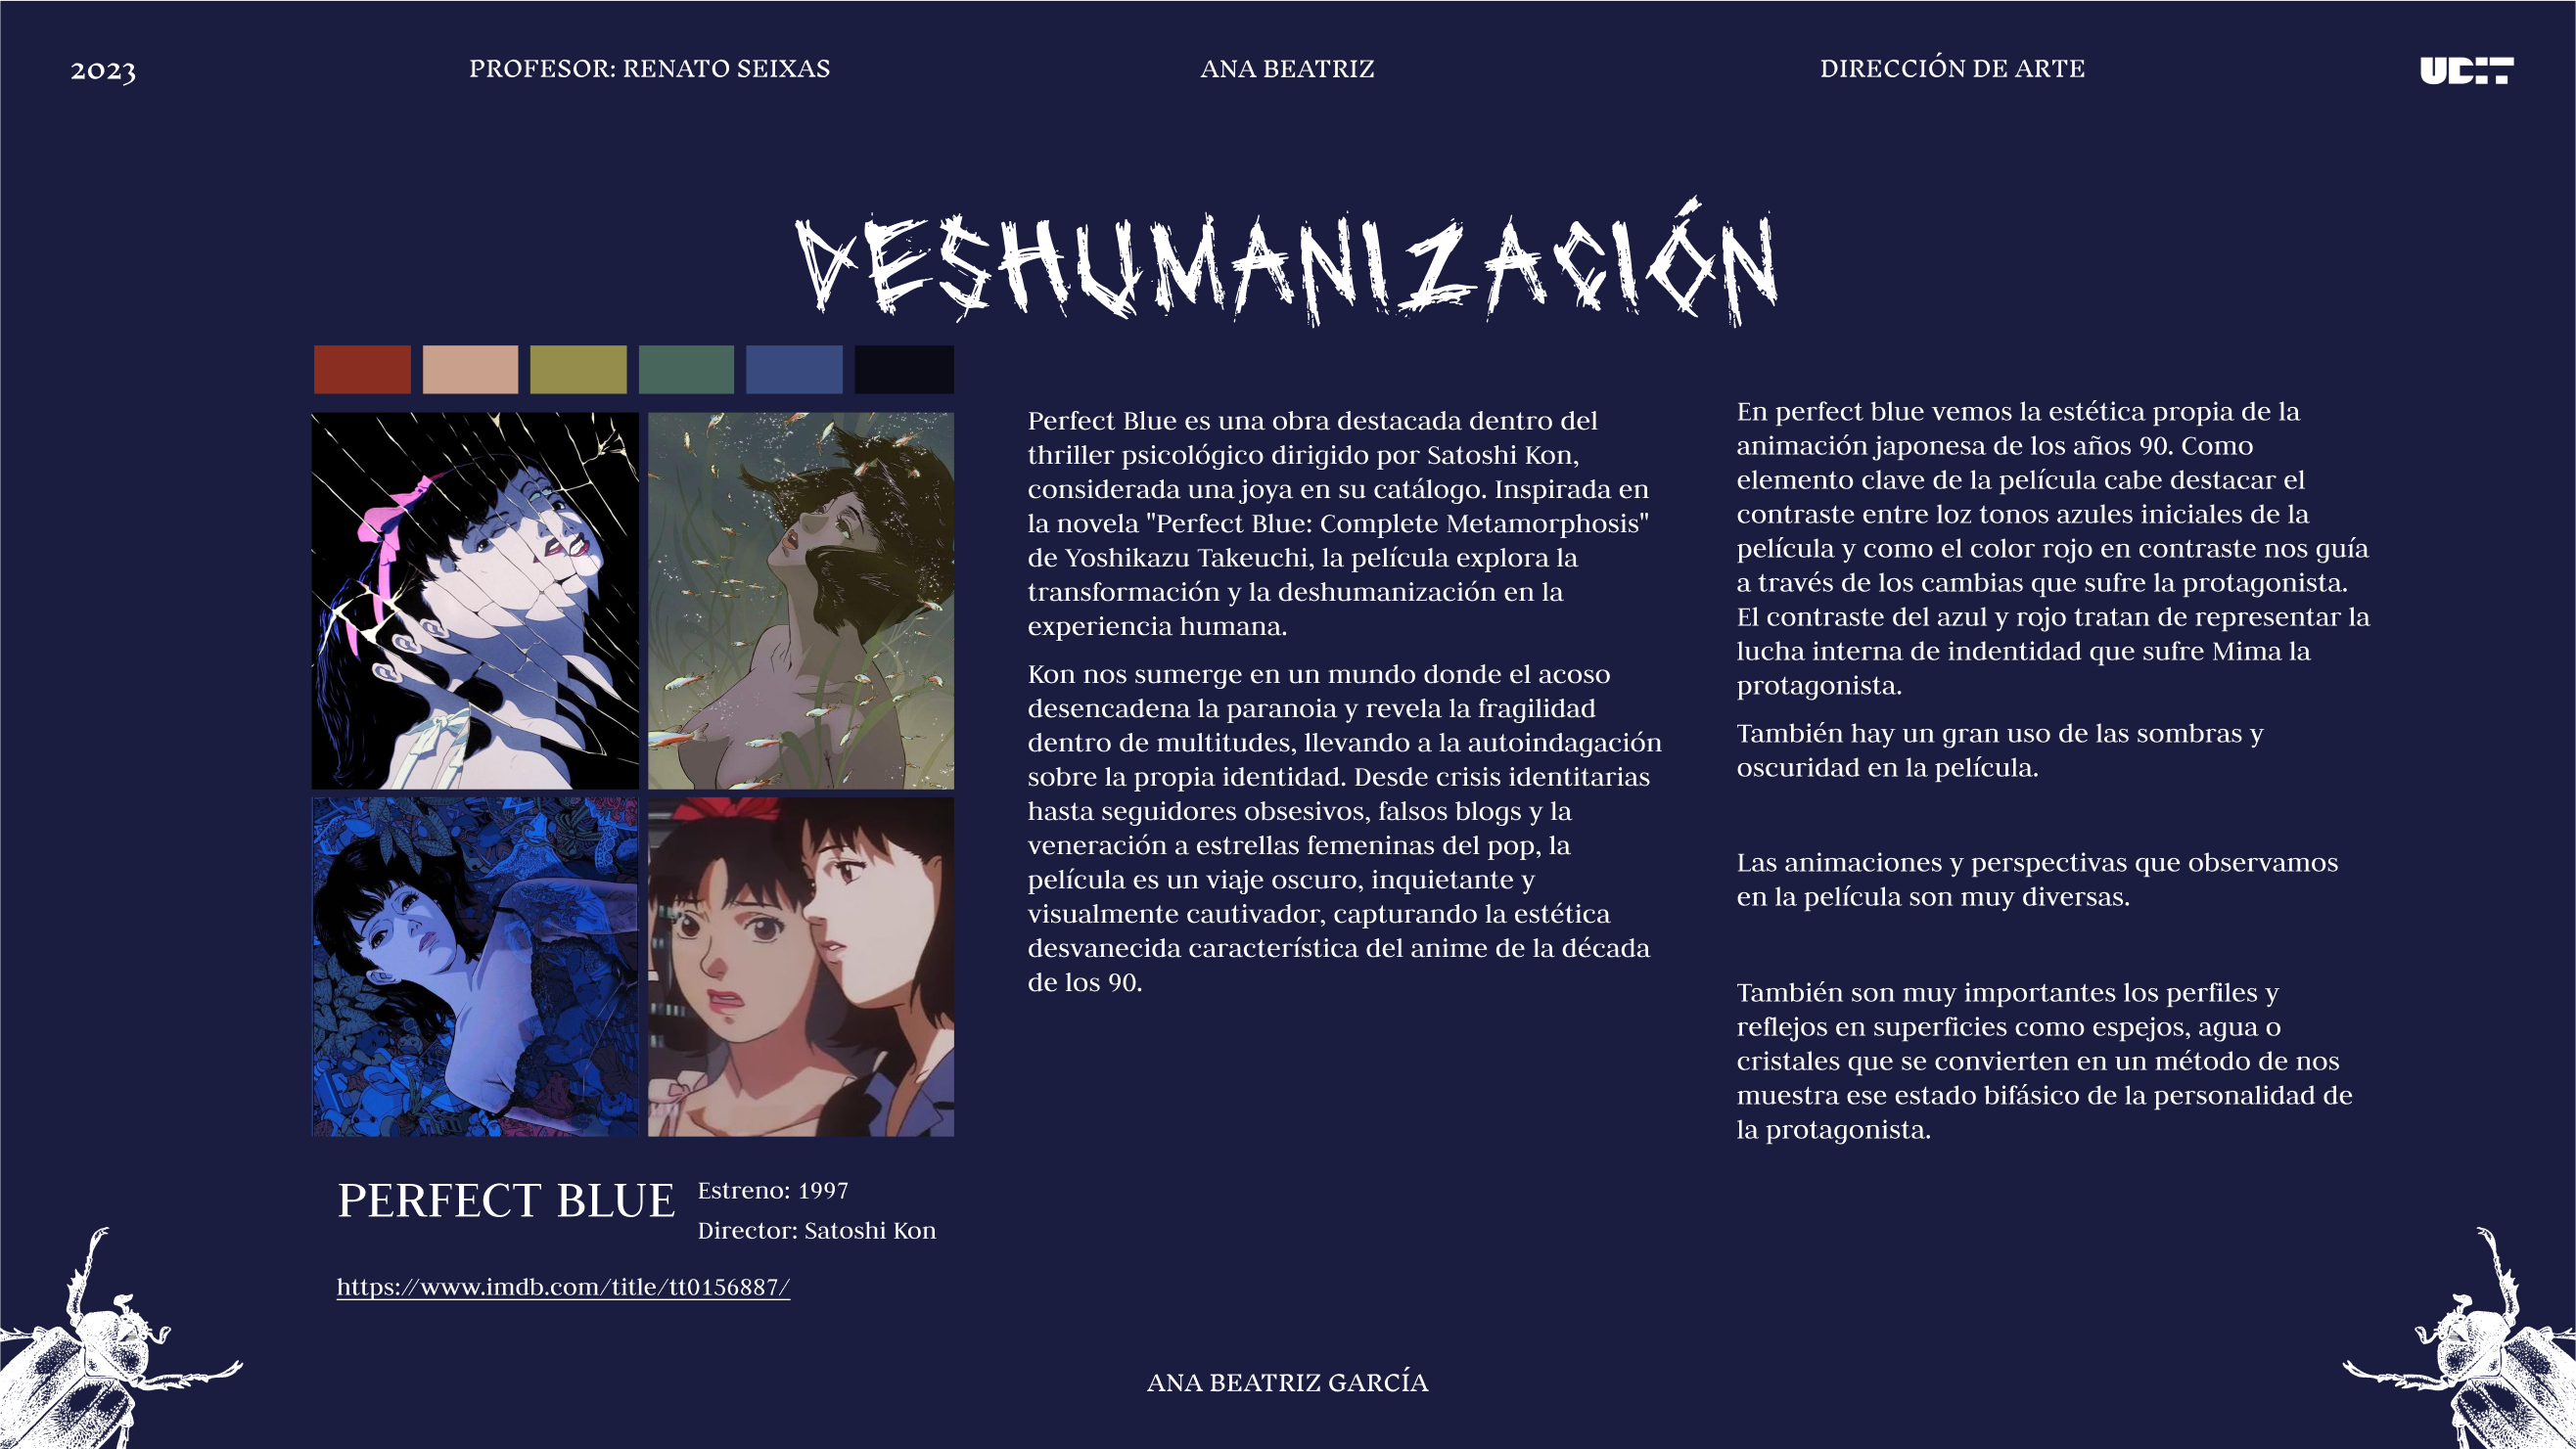 2023
PROFESOR: RENATO SEIXAS
ANA BEATRIZ
DIRECCIÓN DE ARTE
UDIT
DESHUMANIZACIÓN
Perfect Blue es una obra destacada dentro del
thriller psicológico dirigido por Satoshi Kon,
considerada una joya en su catálogo. Inspirada en
la novela "Perfect Blue: Complete Metamorphosis"
de Yoshikazu Takeuchi, la película explora la
transformación y la deshumanización en la
experiencia humana.
Kon nos sumerge en un mundo donde el acoso
desencadena la paranoia y revela la fragilidad
dentro de multitudes, llevando a la autoindagación
sobre la propia identidad. Desde crisis identitarias
hasta seguidores obsesivos, falsos blogs y la
veneración a estrellas femeninas del pop, la
película es un viaje oscuro, inquietante y
visualmente cautivador, capturando la estética
desvanecida característica del anime de la década
de los 90.
En perfect blue vemos la estética propia de la
animación japonesa de los años 90. Como
elemento clave de la película cabe destacar el
contraste entre loz tonos azules iniciales de la
película y como el color rojo en contraste nos guía
a través de los cambias que sufre la protagonista.
El contraste del azul y rojo tratan de representar la
lucha interna de indentidad que sufre Mima la
protagonista.
También hay un gran uso de las sombras y
oscuridad en la película.
Las animaciones y perspectivas que observamos
en la película son muy diversas.
También son muy importantes los perfiles y
reflejos en superficies como espejos, agua o
cristales que se convierten en un método de nos
muestra ese estado bifásico de la personalidad de
la protagonista.
PERFECT BLUE
Estreno: 1997
Director: Satoshi Kon
https://www.imdb.com/title/tt0156887/
ANA BEATRIZ GARCÍA